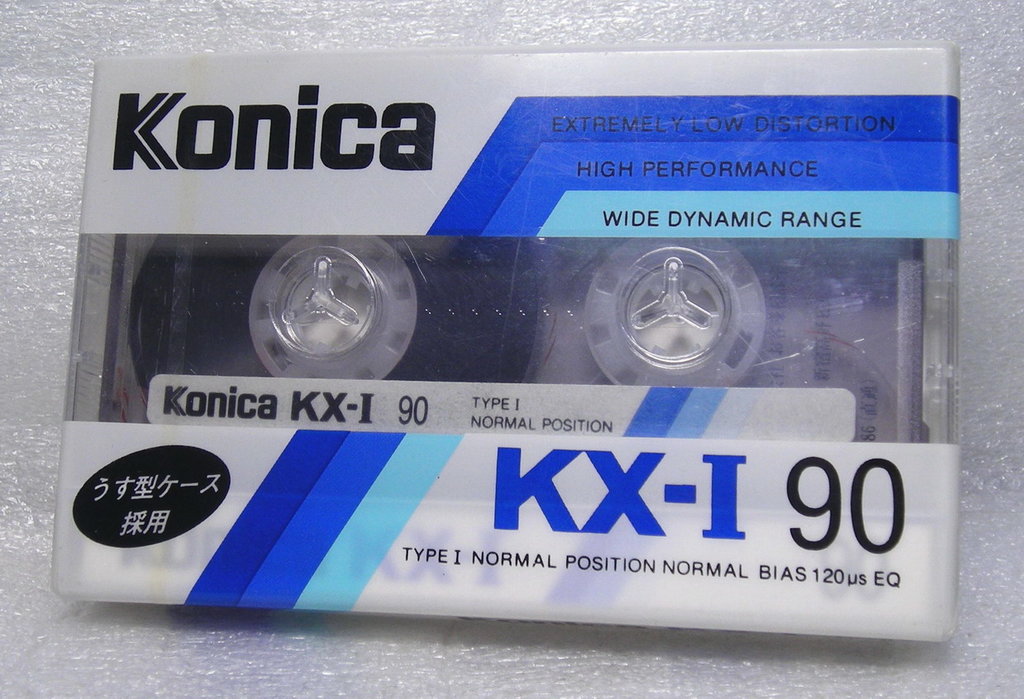 Konica
EXTREMELY LOW DISTORTION
HIGH PERFORMANCE
WIDE DYNAMIC RANGE
Konica KX-I 90 TYPE I
NORMAL POSITION
うす型ケース
採用
KX-I 90
TYPE I NORMAL POSITION NORMAL BIAS 120µs EQ